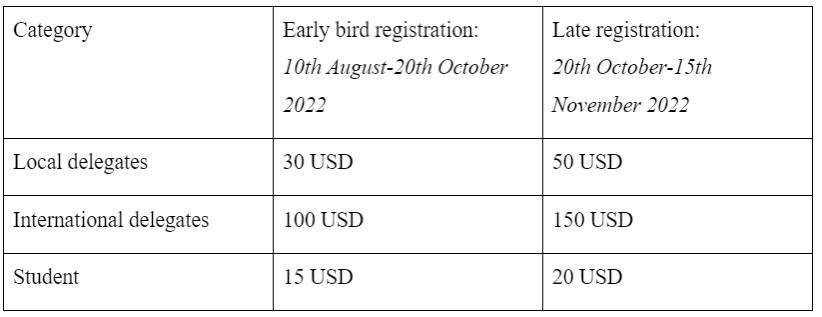 Category
Early bird registration:
10th August-20th October
2022
Late registration:
20th October-15th
November 2022
Local delegates
30 USD
50 USD
International delegates
100 USD
150 USD
Student
15 USD
20 USD